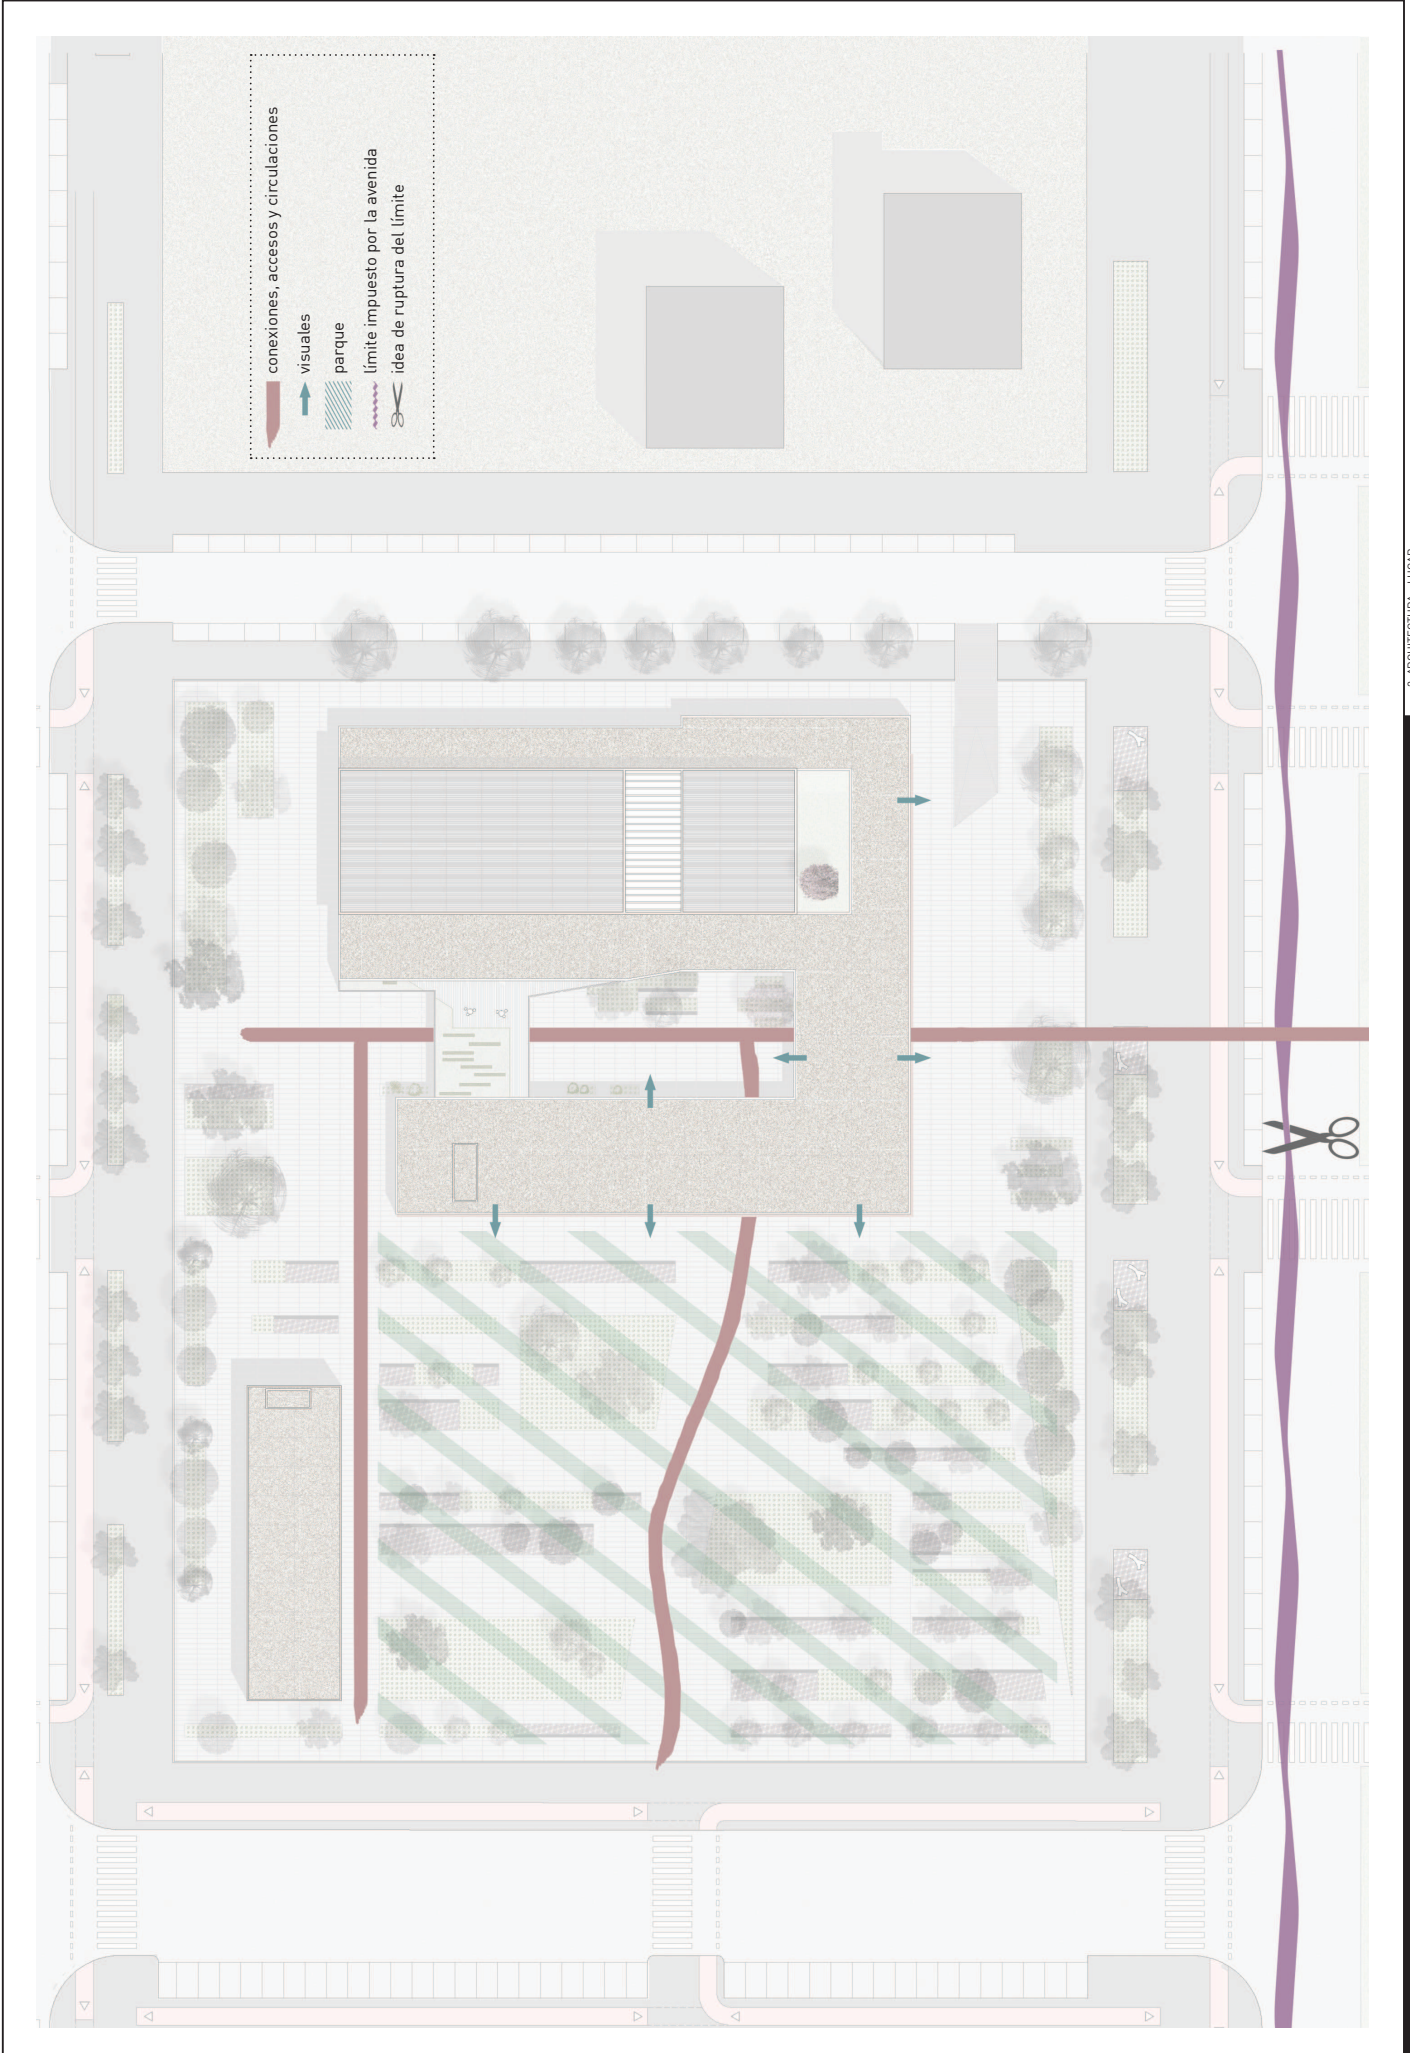 conexiones, accesos y circulaciones
visuales
parque
límite impuesto por la avenida
idea de ruptura del límite